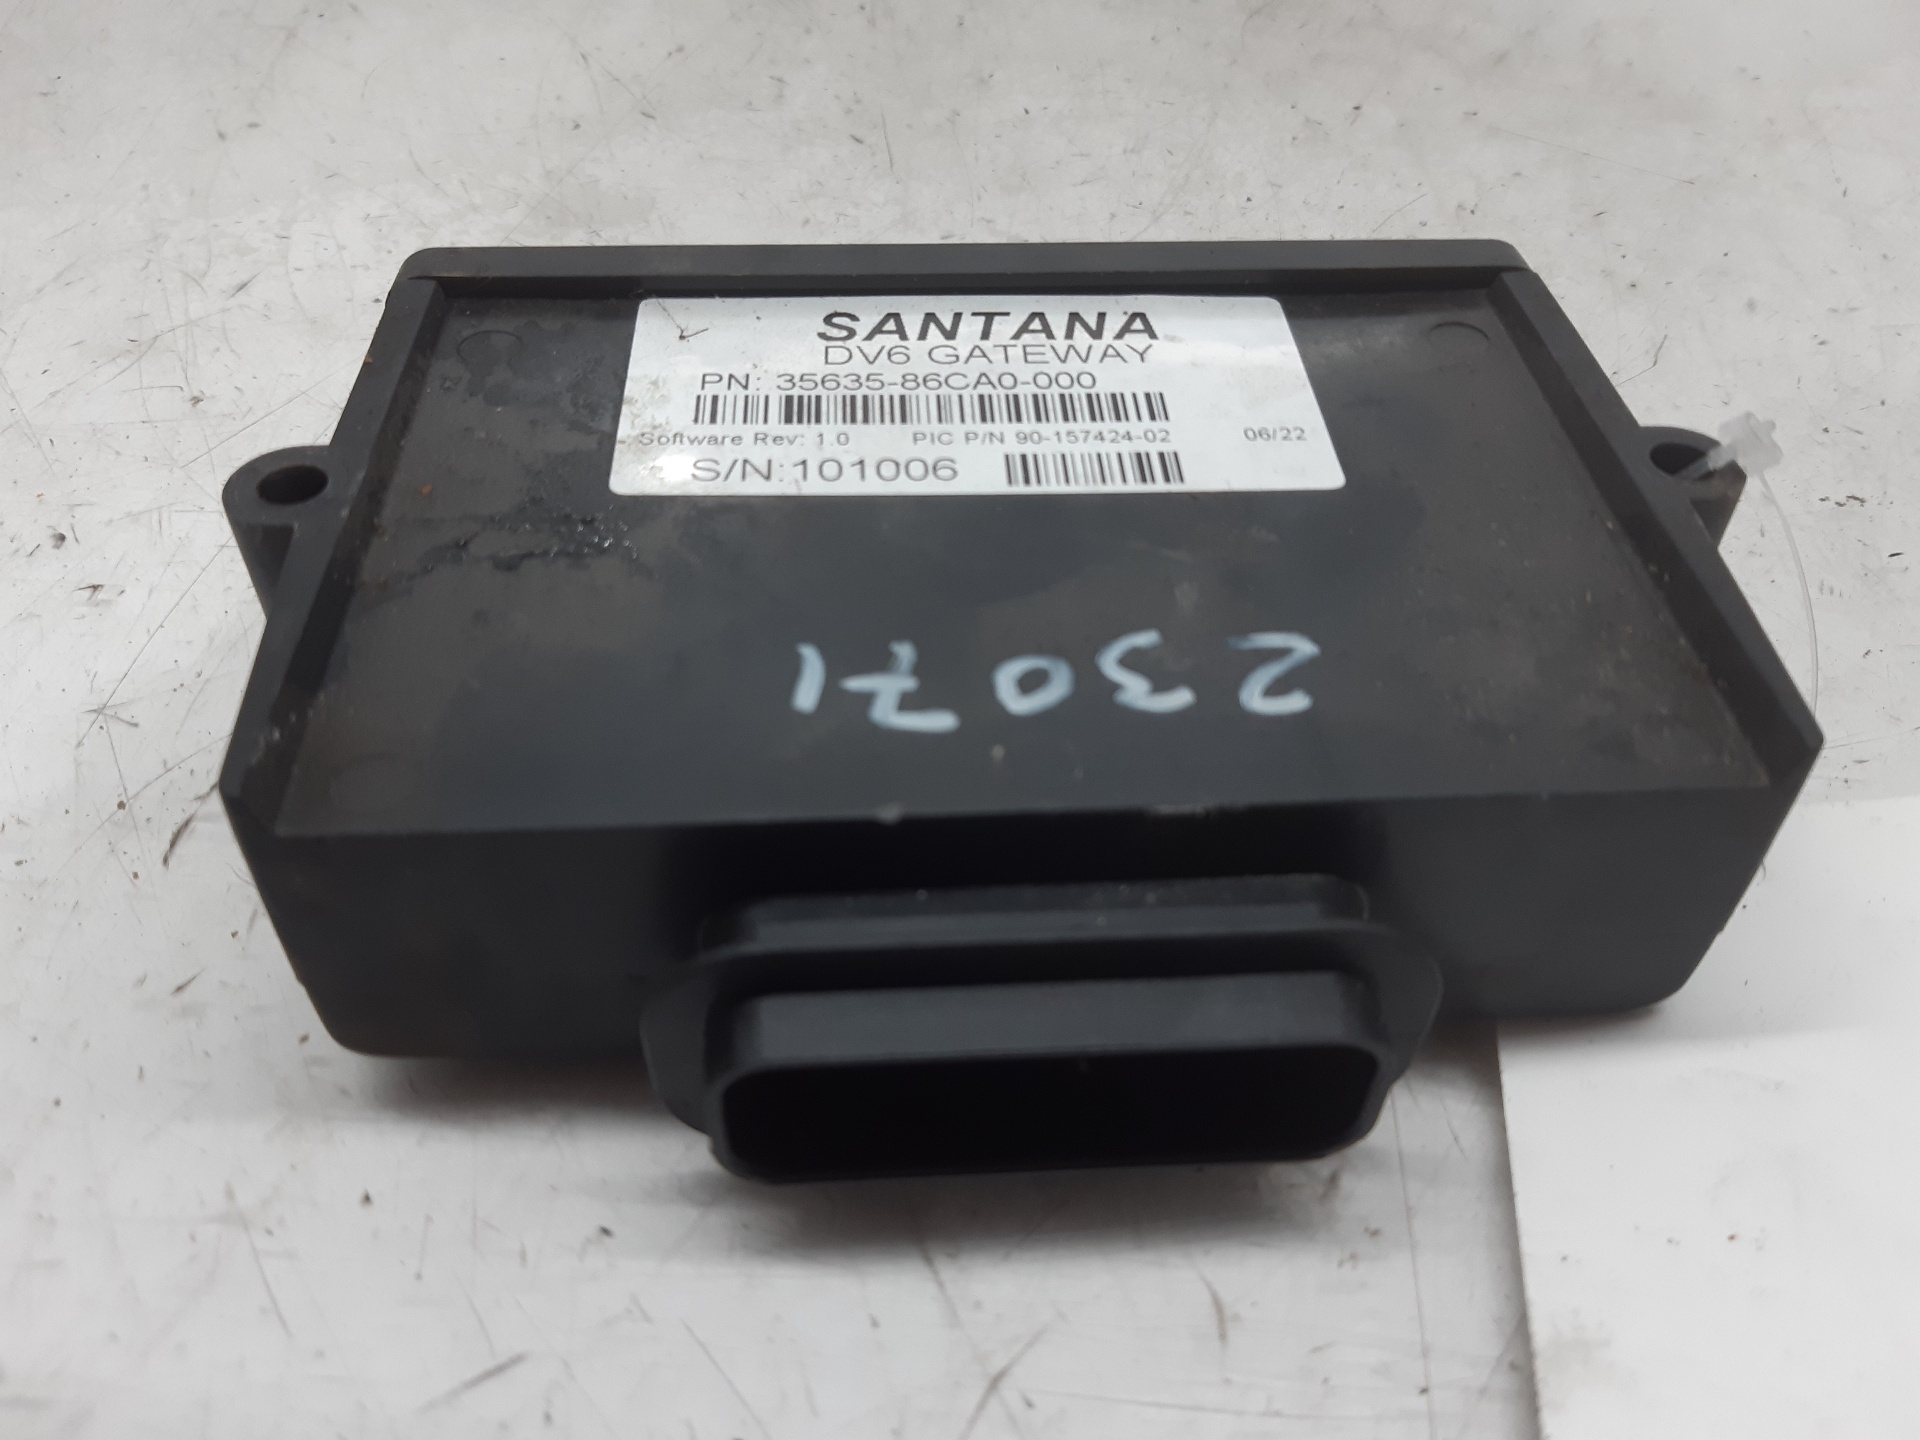 SANTANA
DV6 GATEWAY
PN: 35635-86CA0-000
Software Rev: 1.0 PIC P/N 90-157424-02 06/22
S/N:101006
23071